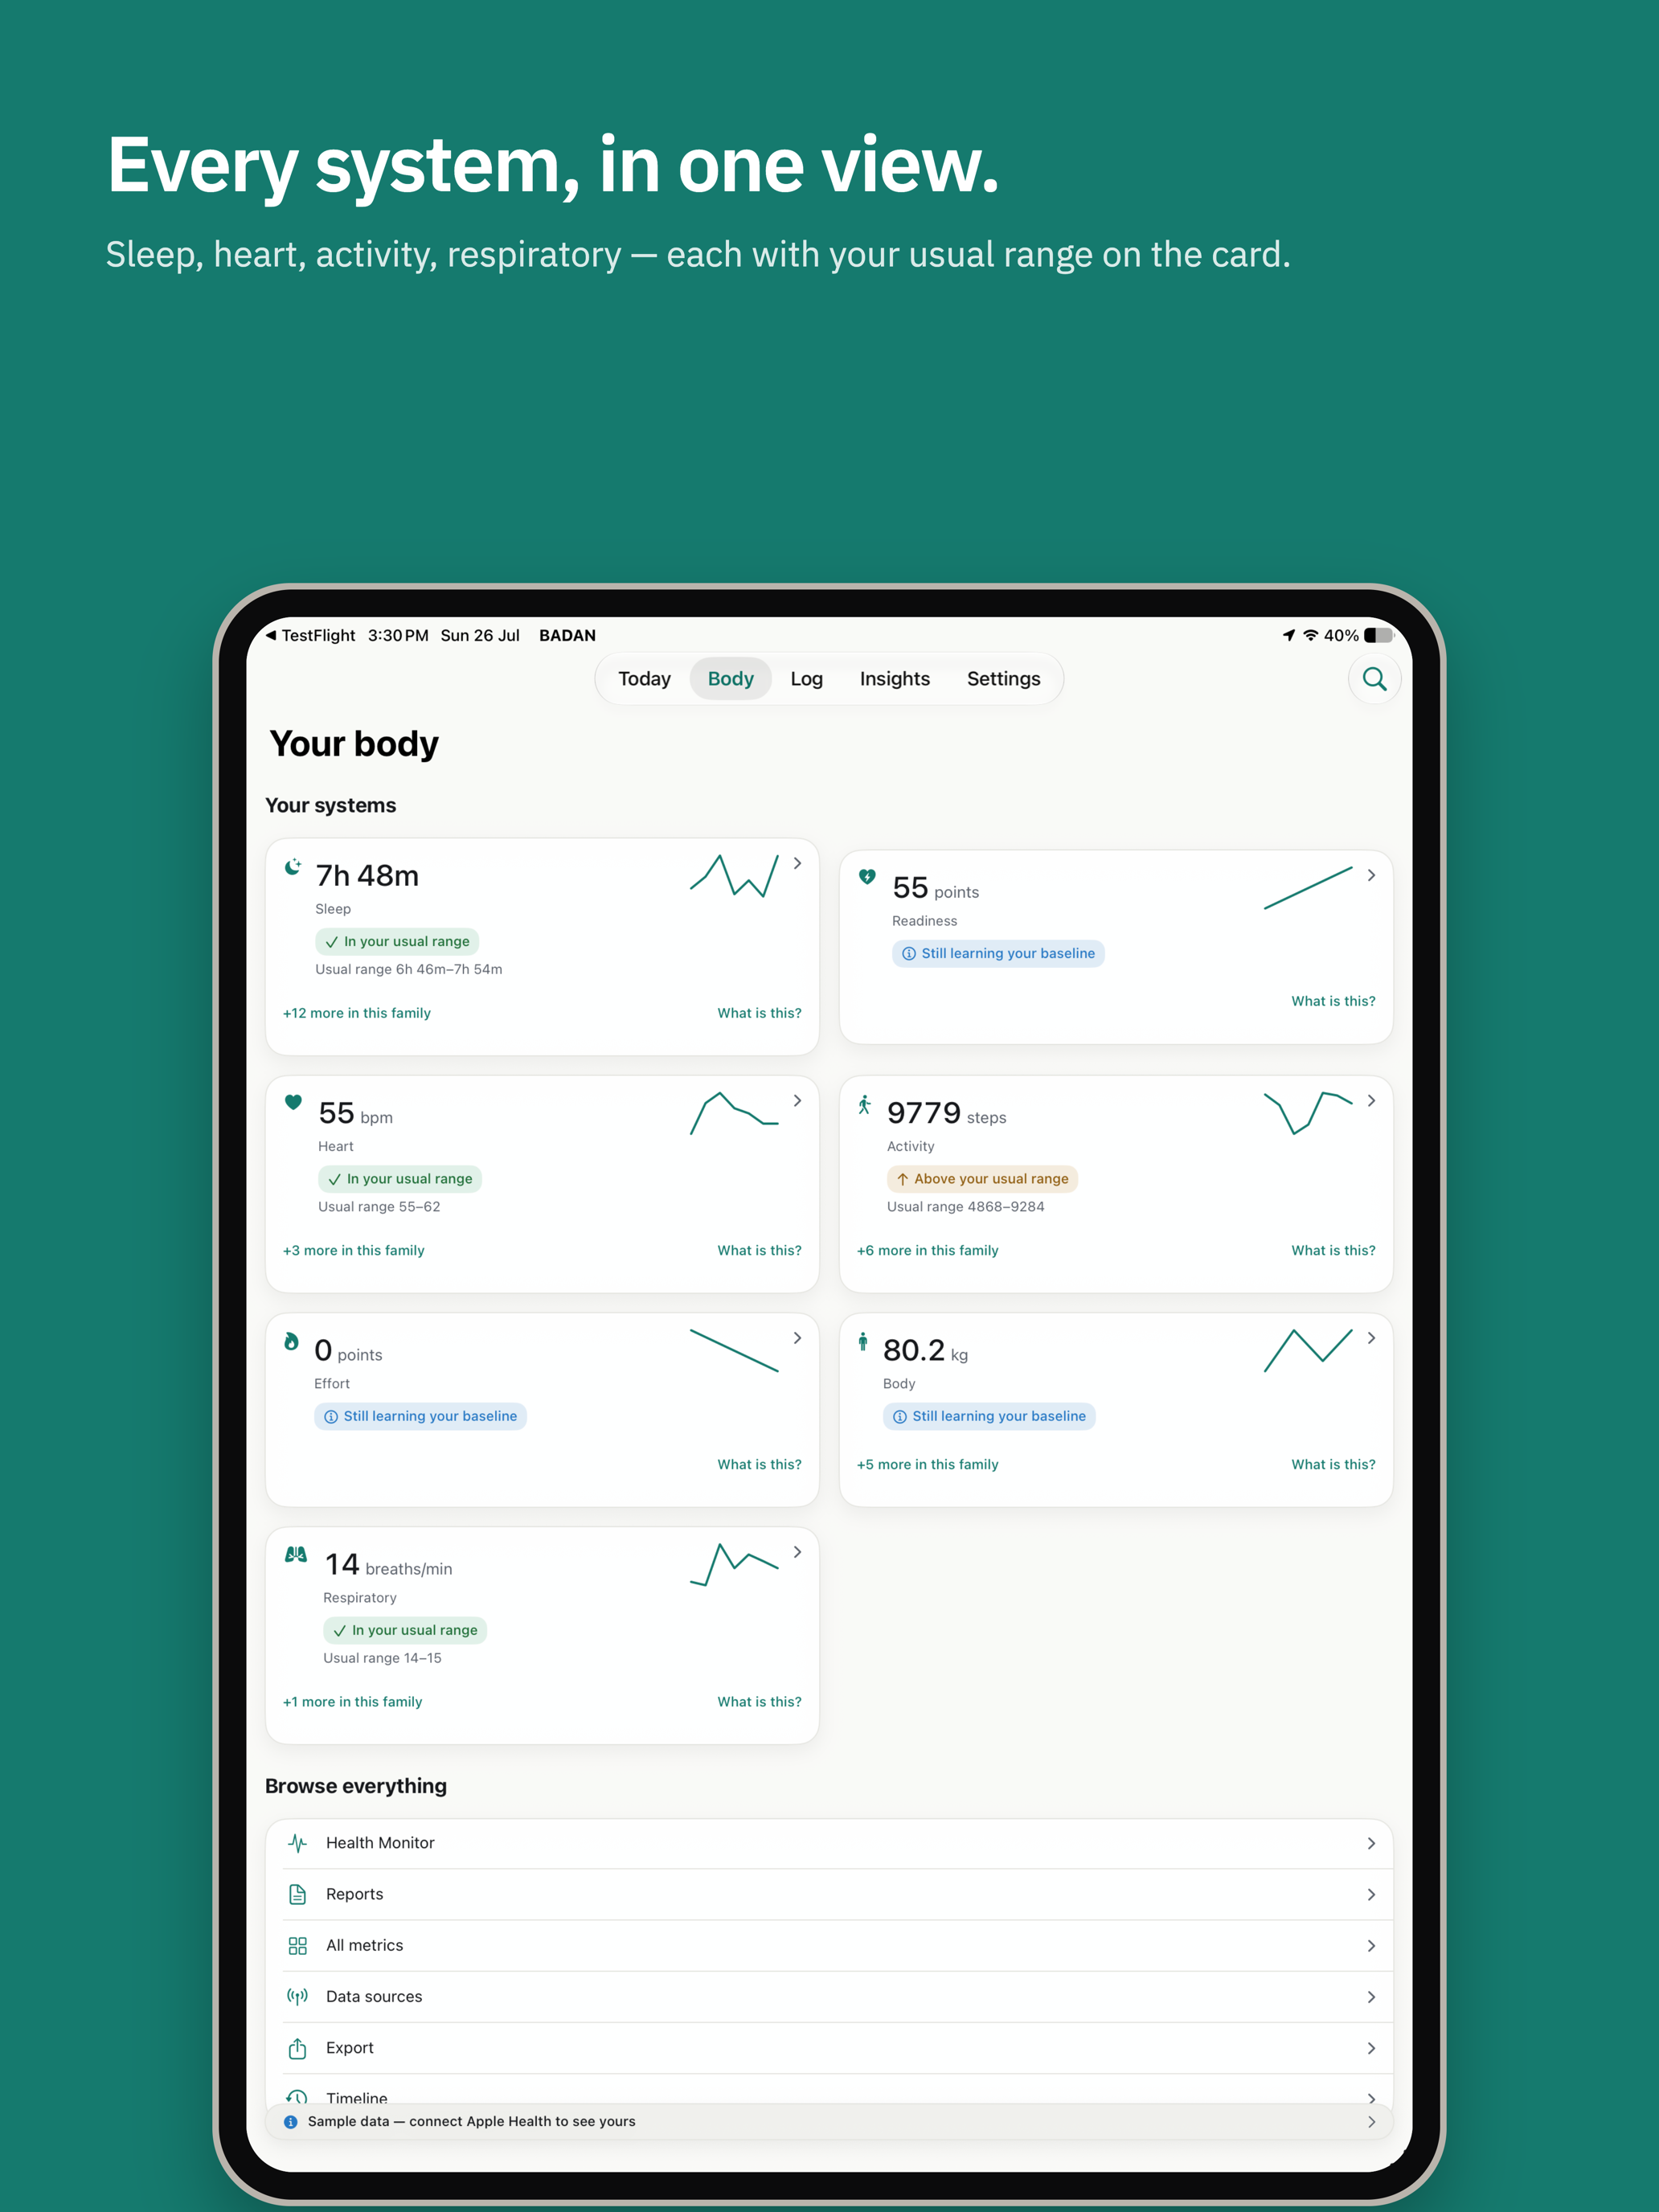 Every system, in one view.
Sleep, heart, activity, respiratory — each with your usual range on the card.
TestFlight 3:30 PM Sun 26 Jul BADAN 40%
Today Body Log Insights Settings
Your body
Your systems
7h 48m
Sleep
In your usual range
Usual range 6h 46m–7h 54m
+12 more in this family What is this?
55 points
Readiness
Still learning your baseline
What is this?
55 bpm
Heart
In your usual range
Usual range 55–62
+3 more in this family What is this?
9779 steps
Activity
Above your usual range
Usual range 4868–9284
+6 more in this family What is this?
0 points
Effort
Still learning your baseline
What is this?
80.2 kg
Body
Still learning your baseline
+5 more in this family What is this?
14 breaths/min
Respiratory
In your usual range
Usual range 14–15
+1 more in this family What is this?
Browse everything
Health Monitor
Reports
All metrics
Data sources
Export
Timeline
Sample data — connect Apple Health to see yours